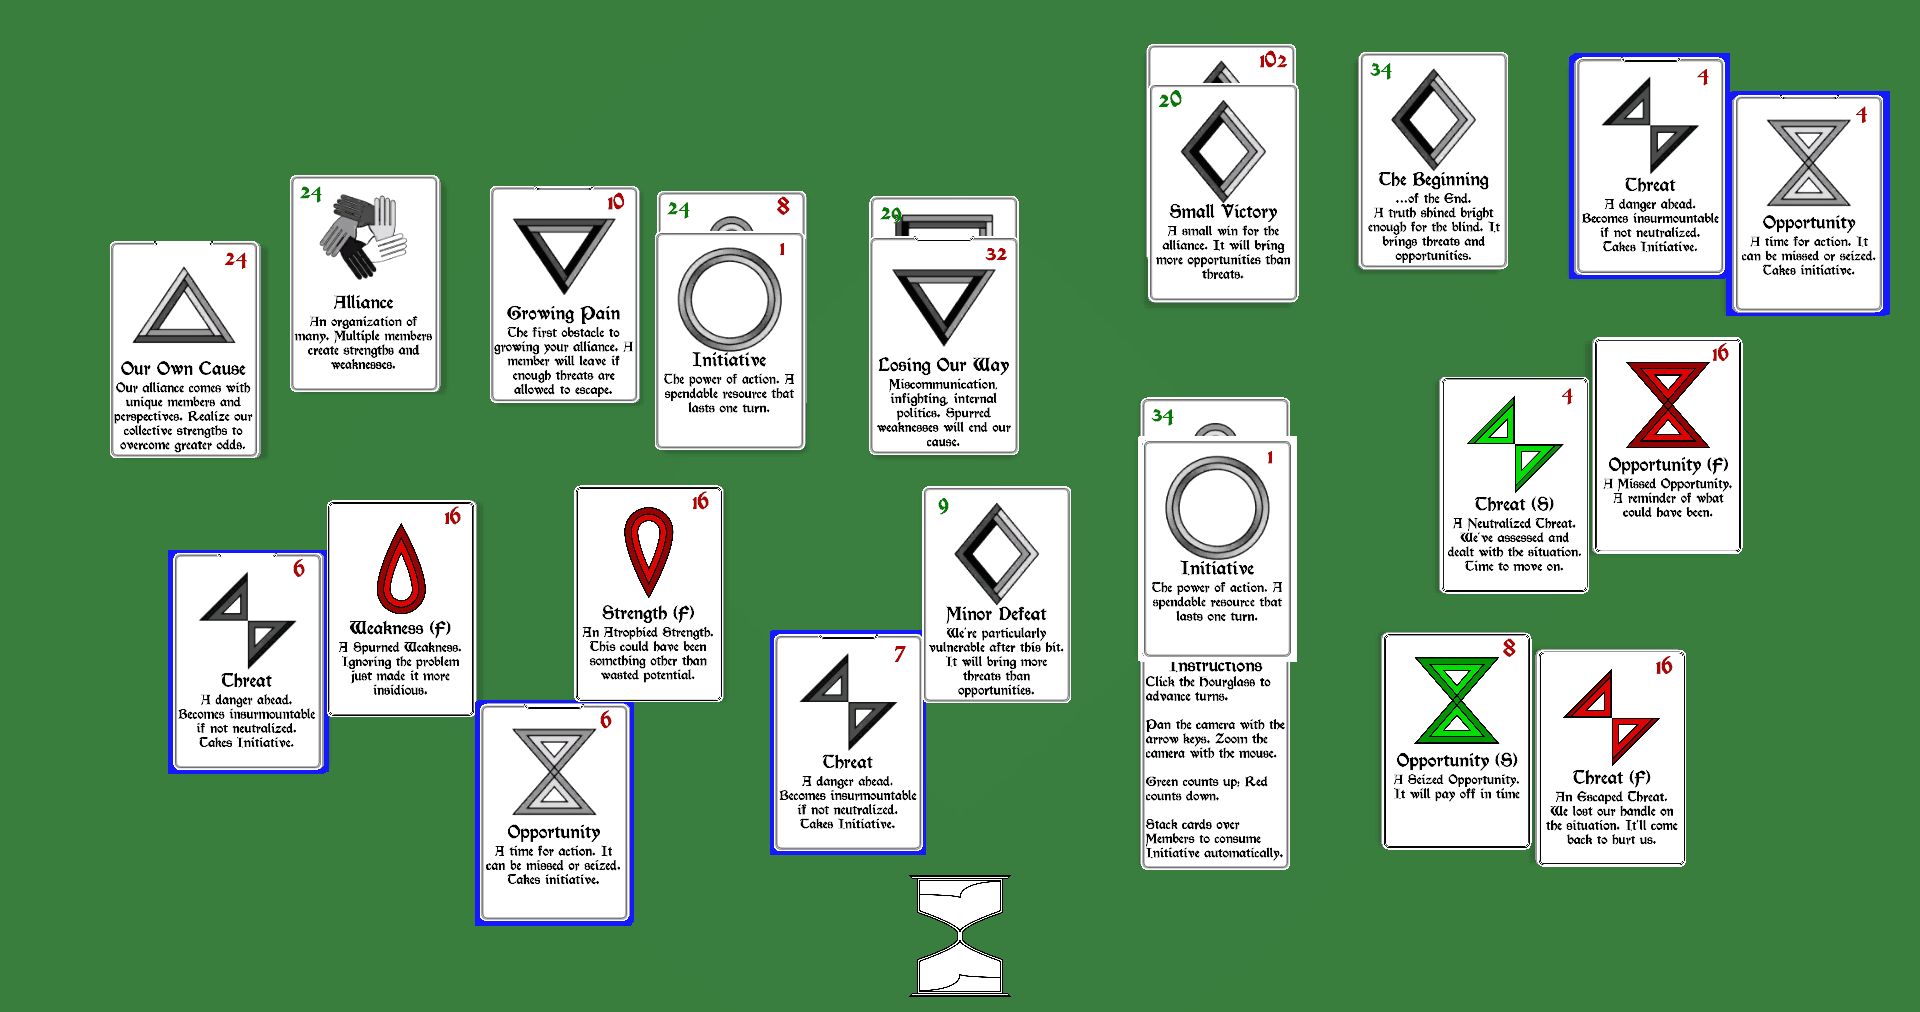 24
Our Own Cause
Our alliance comes with
unique members and
perspectives. Realize our
collective strengths to
overcome greater odds.
24
Alliance
An organization of
many. Multiple members
create strengths and
weaknesses.
10
Growing Pain
The first obstacle to
growing your alliance. A
member will leave if
enough threats are
allowed to escape.
24
8
1
Initiative
The power of action. A
spendable resource that
lasts one turn.
29
32
Losing Our Way
Miscommunication,
infighting, internal
politics. Spurred
weaknesses will end our
cause.
102
20
Small Victory
A small win for the
alliance. It will bring
more opportunities than
threats.
34
The Beginning
...of the End.
A truth shined bright
enough for the blind. It
brings threats and
opportunities.
4
Threat
A danger ahead.
Becomes insurmountable
if not neutralized.
Takes Initiative.
4
Opportunity
A time for action. It
can be missed or seized.
Takes initiative.
6
Threat
A danger ahead.
Becomes insurmountable
if not neutralized.
Takes Initiative.
16
Weakness (F)
A Spurned Weakness.
Ignoring the problem
just made it more
insidious.
6
Opportunity
A time for action. It
can be missed or seized.
Takes initiative.
16
Strength (F)
An Atrophied Strength.
This could have been
something other than
wasted potential.
7
Threat
A danger ahead.
Becomes insurmountable
if not neutralized.
Takes Initiative.
9
Minor Defeat
We're particularly
vulnerable after this hit.
It will bring more
threats than
opportunities.
34
1
Initiative
The power of action. A
spendable resource that
lasts one turn.
Instructions
Click the Hourglass to
advance turns.
Pan the camera with the
arrow keys. Zoom the
camera with the mouse.
Green counts up; Red
counts down.
Stack cards over
Members to consume
Initiative automatically.
4
Threat (S)
A Neutralized Threat.
We've assessed and
dealt with the situation.
Time to move on.
16
Opportunity (F)
A Missed Opportunity.
A reminder of what
could have been.
8
Opportunity (S)
A Seized Opportunity.
It will pay off in time
16
Threat (F)
An Escaped Threat.
We lost our handle on
the situation. It'll come
back to hurt us.